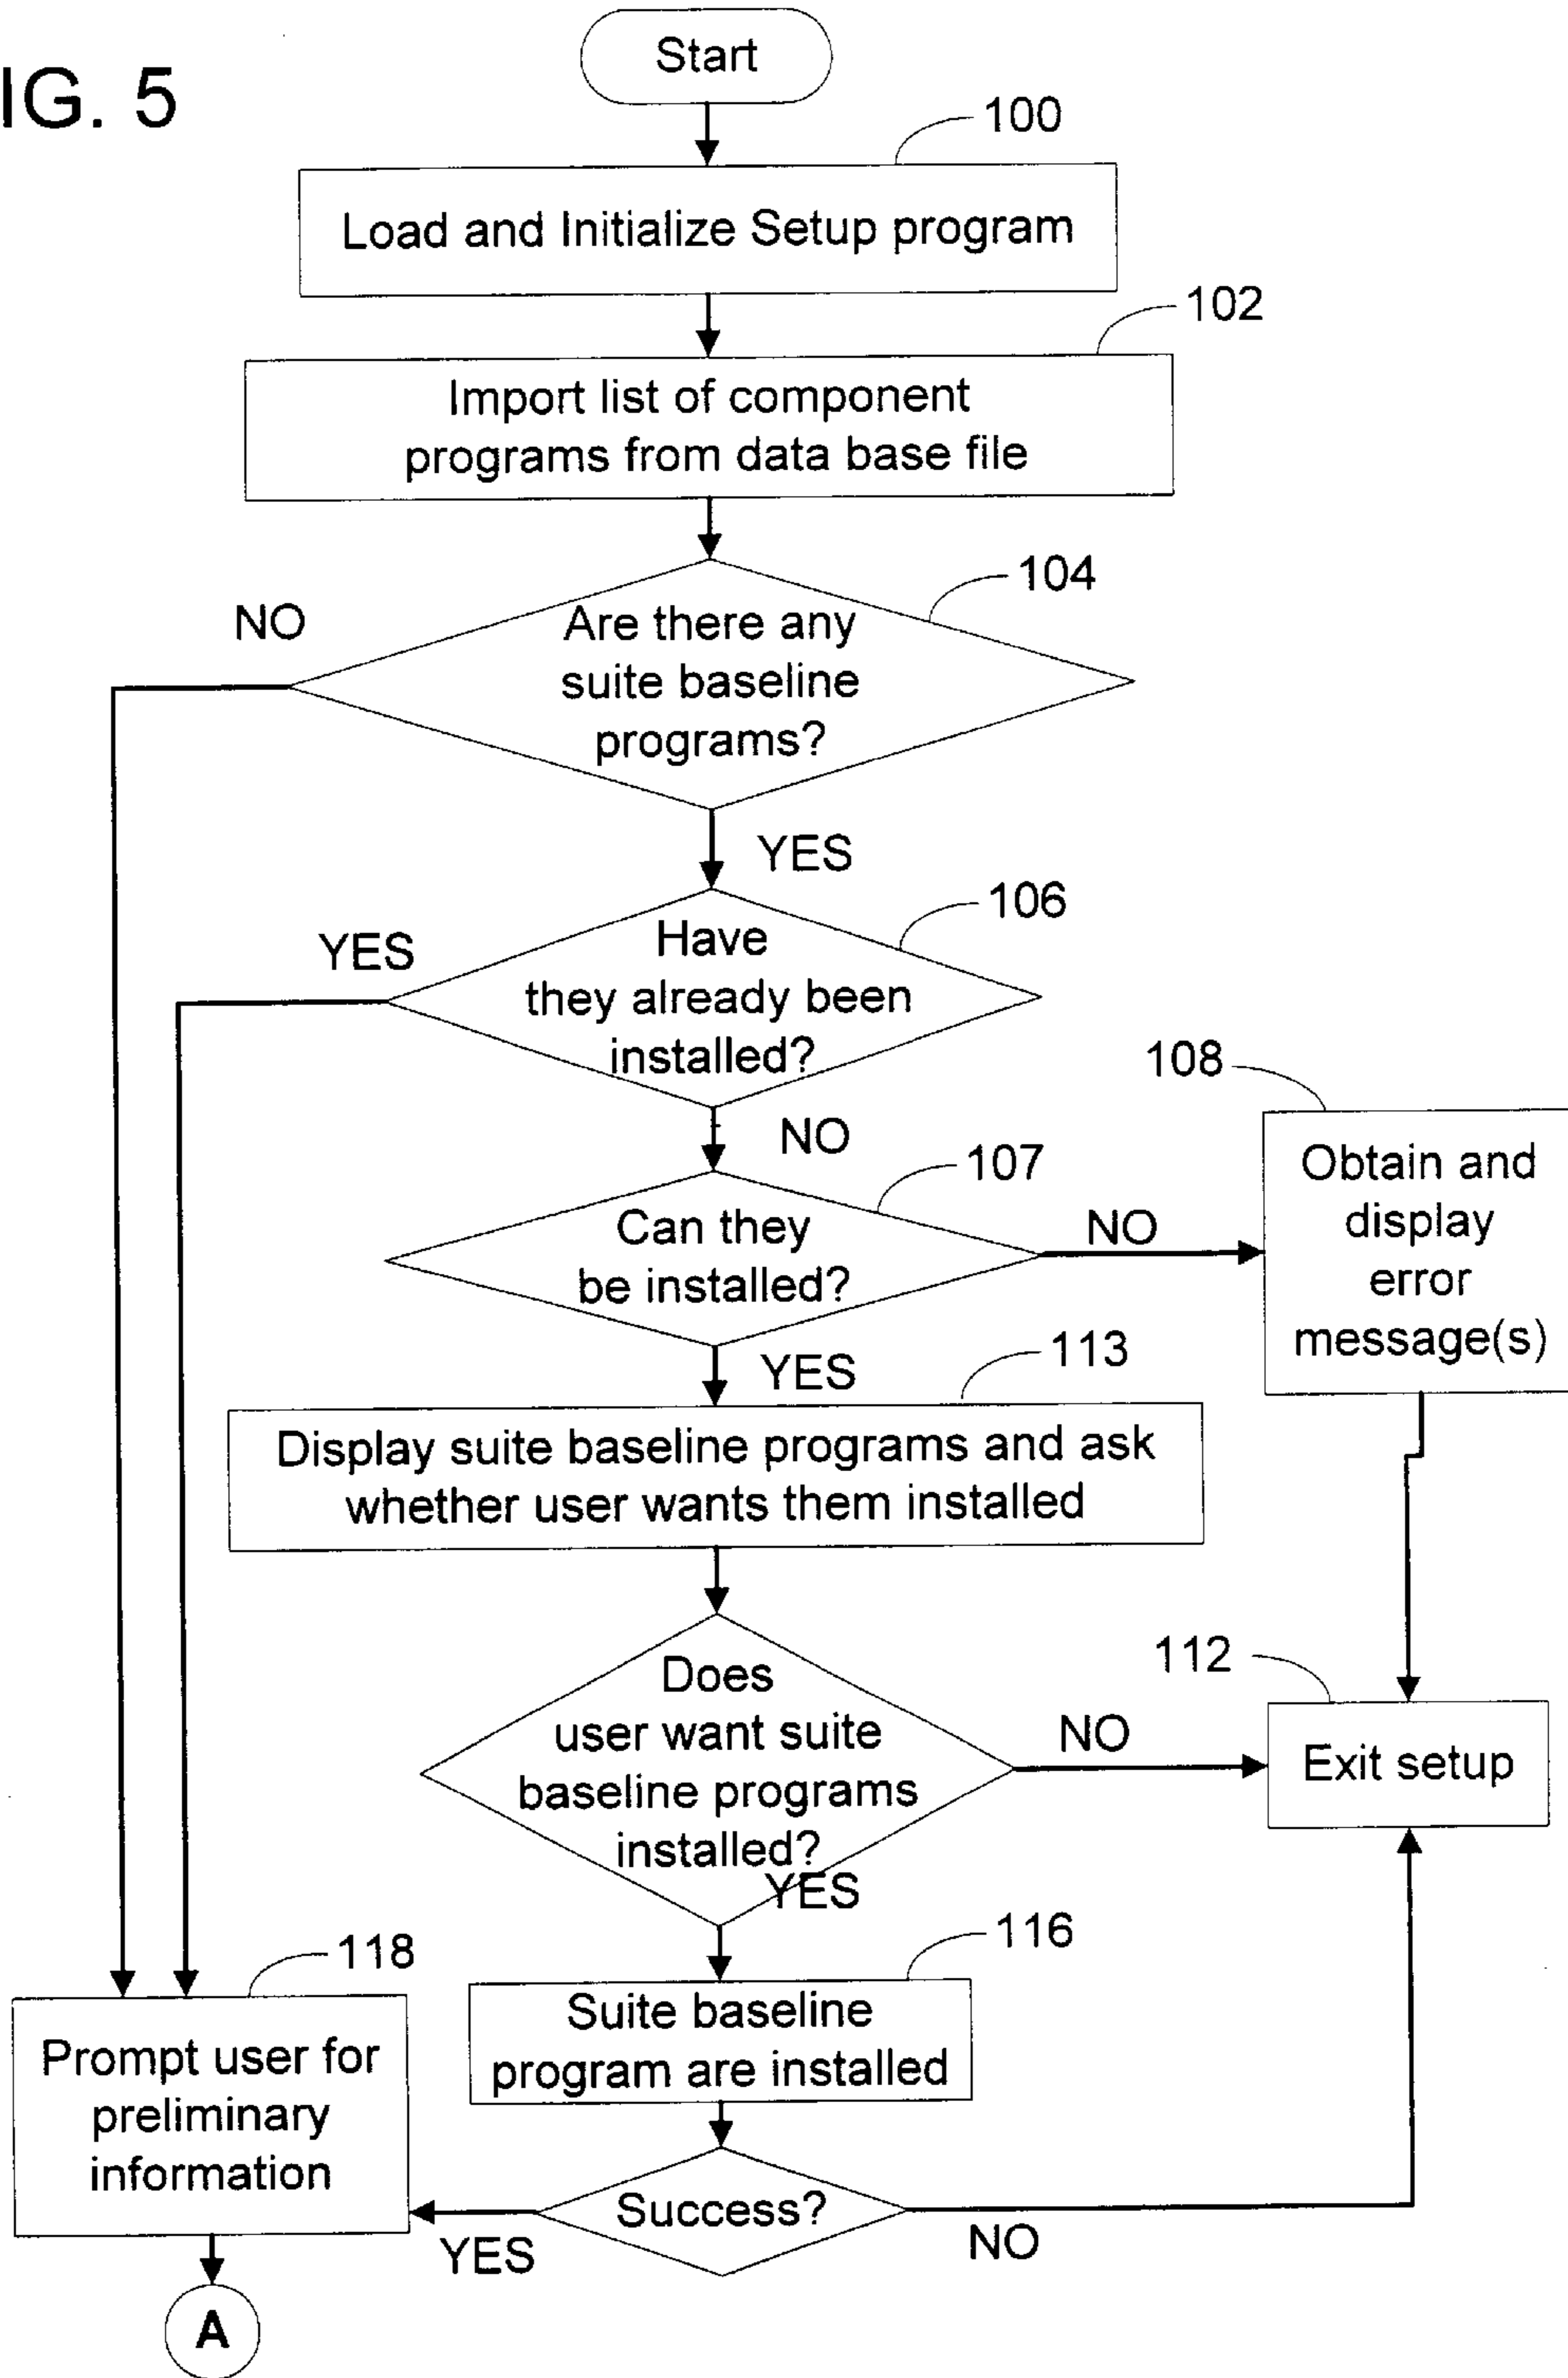 IG. 5
Start
100
Load and Initialize Setup program
102
Import list of component
programs from data base file
104
NO
Are there any
suite baseline
programs?
YES
106
YES
Have
they already been
installed?
108
NO
107
Obtain and
display
error
message(s)
Can they
be installed?
NO
YES
113
Display suite baseline programs and ask
whether user wants them installed
112
Does
user want suite
baseline programs
installed?
NO
Exit setup
YES
118
116
Prompt user for
preliminary
information
Suite baseline
program are installed
Success?
YES
NO
A